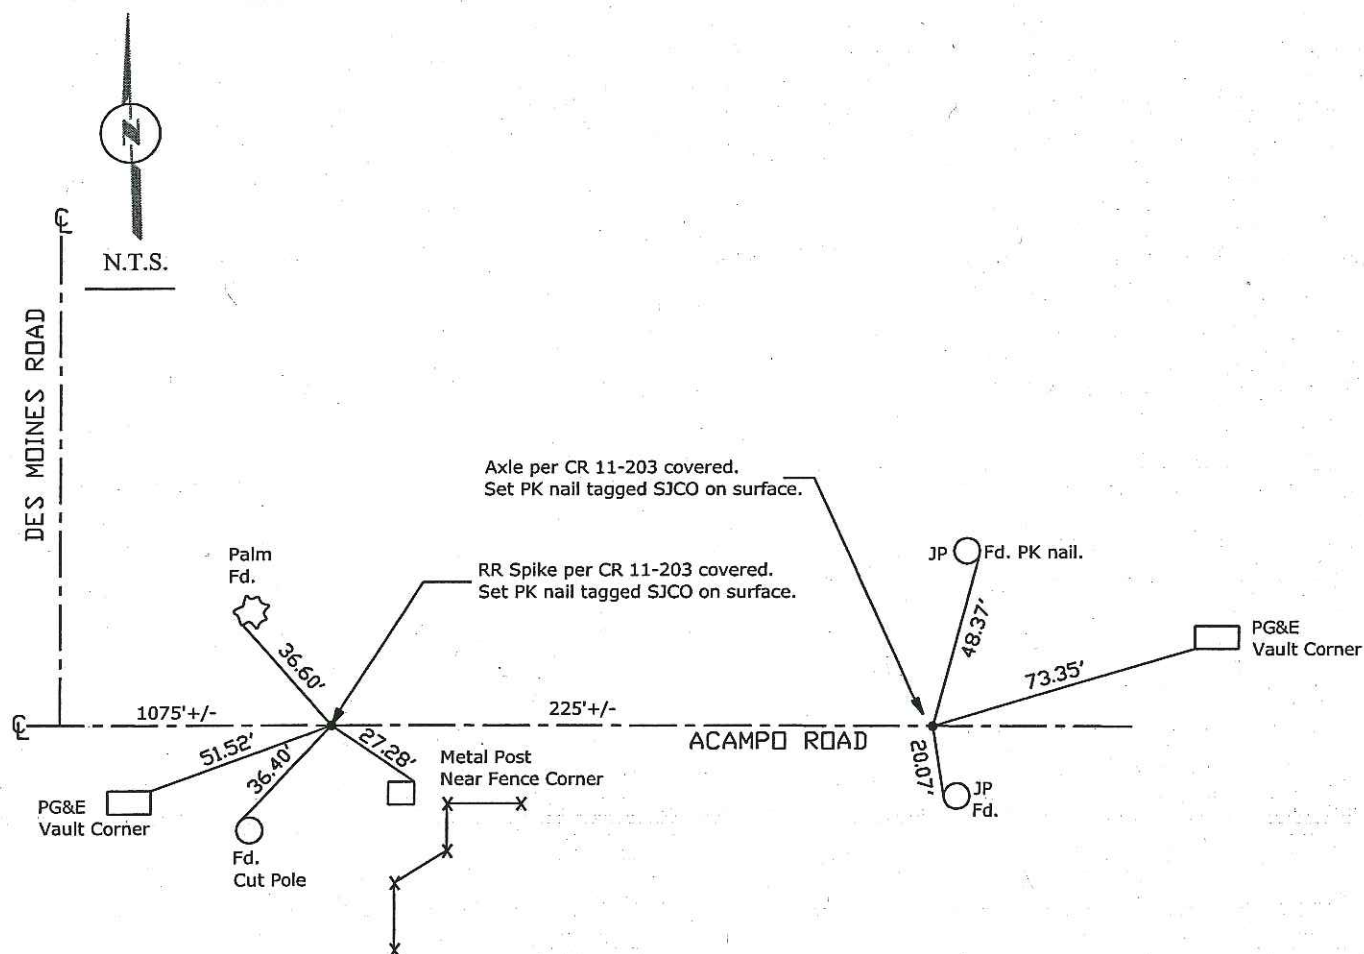 N
N.T.S.
℄
DES MOINES ROAD
Axle per CR 11-203 covered.
Set PK nail tagged SJCO on surface.
Palm
Fd.
RR Spike per CR 11-203 covered.
Set PK nail tagged SJCO on surface.
JP
Fd. PK nail.
36.60'
48.37'
PG&E
Vault Corner
73.35'
℄
1075'+/-
225'+/-
ACAMPO ROAD
51.52'
36.40'
27.28'
20.07'
Metal Post
Near Fence Corner
PG&E
Vault Corner
JP
Fd.
Fd.
Cut Pole